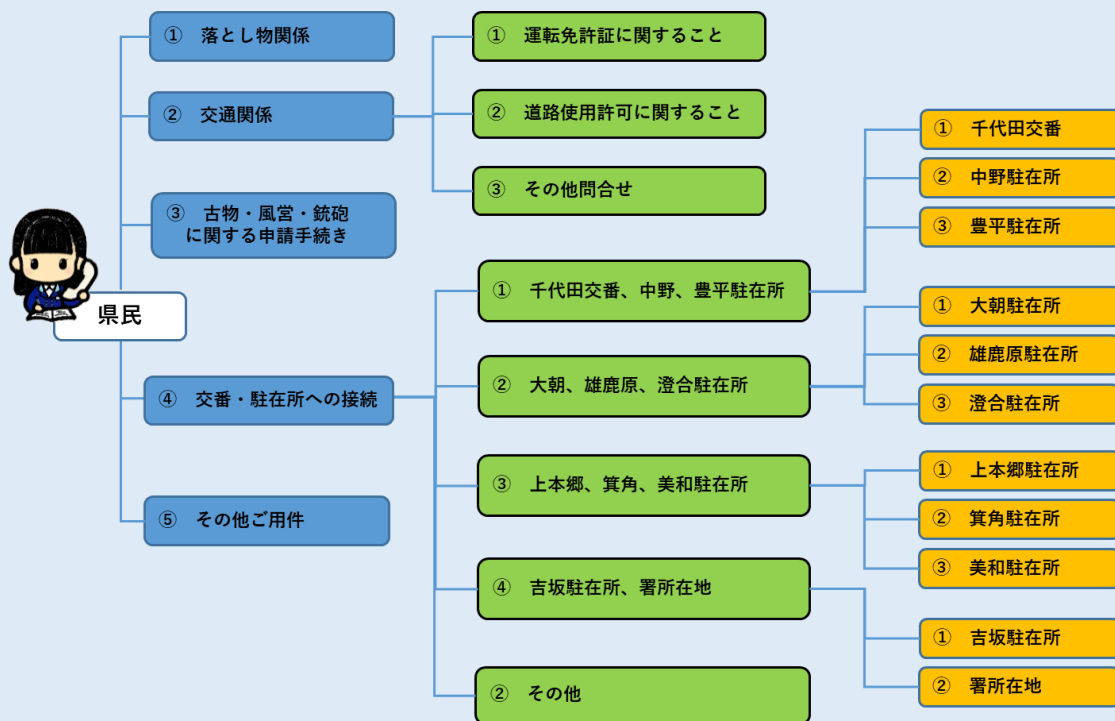 県民
① 落とし物関係
② 交通関係
③ 古物・風営・銃砲
に関する申請手続き
④ 交番・駐在所への接続
⑤ その他ご用件
① 運転免許証に関すること
② 道路使用許可に関すること
③ その他問合せ
① 千代田交番、中野、豊平駐在所
② 大朝、雄鹿原、澄合駐在所
③ 上本郷、箕角、美和駐在所
④ 吉坂駐在所、署所在地
② その他
① 千代田交番
② 中野駐在所
③ 豊平駐在所
① 大朝駐在所
② 雄鹿原駐在所
③ 澄合駐在所
① 上本郷駐在所
② 箕角駐在所
③ 美和駐在所
① 吉坂駐在所
② 署所在地